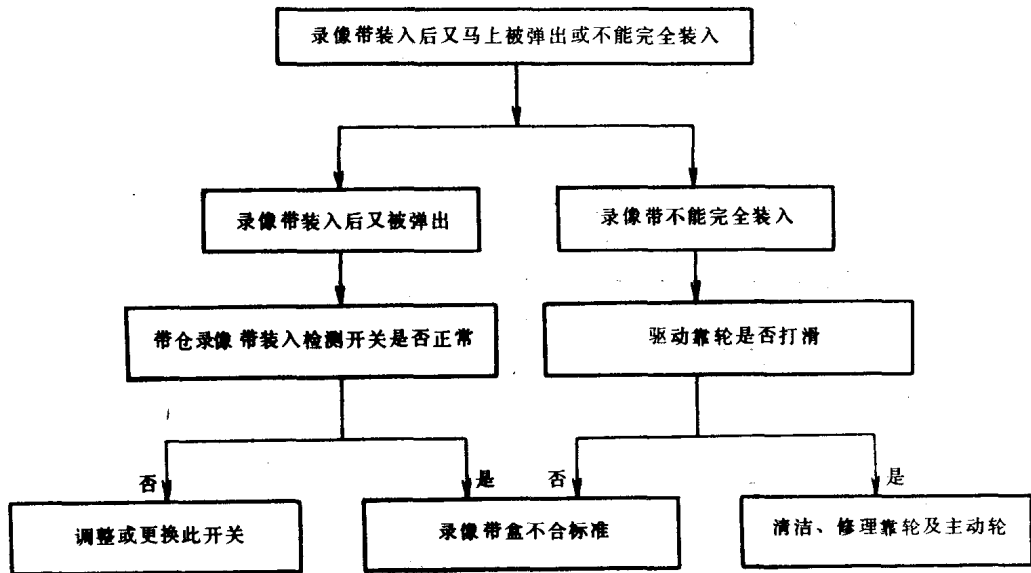 录像带装入后又马上被弹出或不能完全装入
录像带装入后又被弹出
录像带不能完全装入
带仓录像带装入检测开关是否正常
驱动靠轮是否打滑
否
是
否
是
调整或更换此开关
录像带盒不合标准
清洁、修理靠轮及主动轮